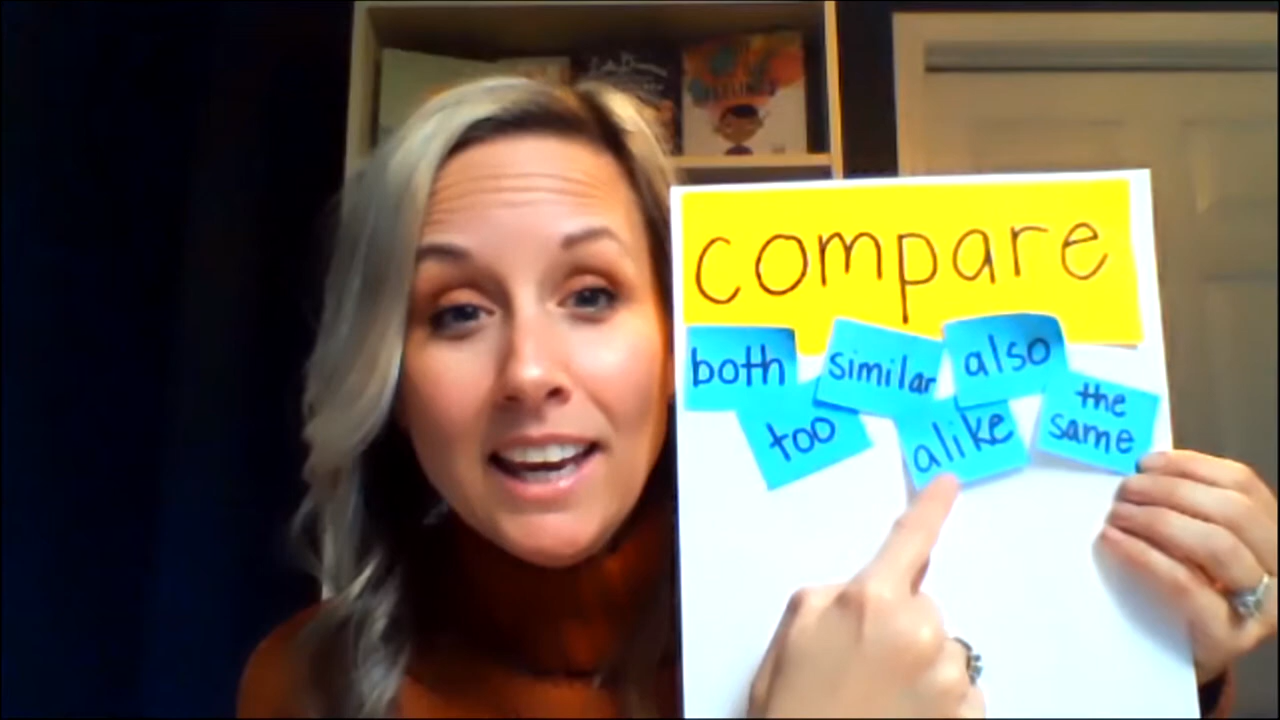 compare
both
similar
also
too
alike
the
same